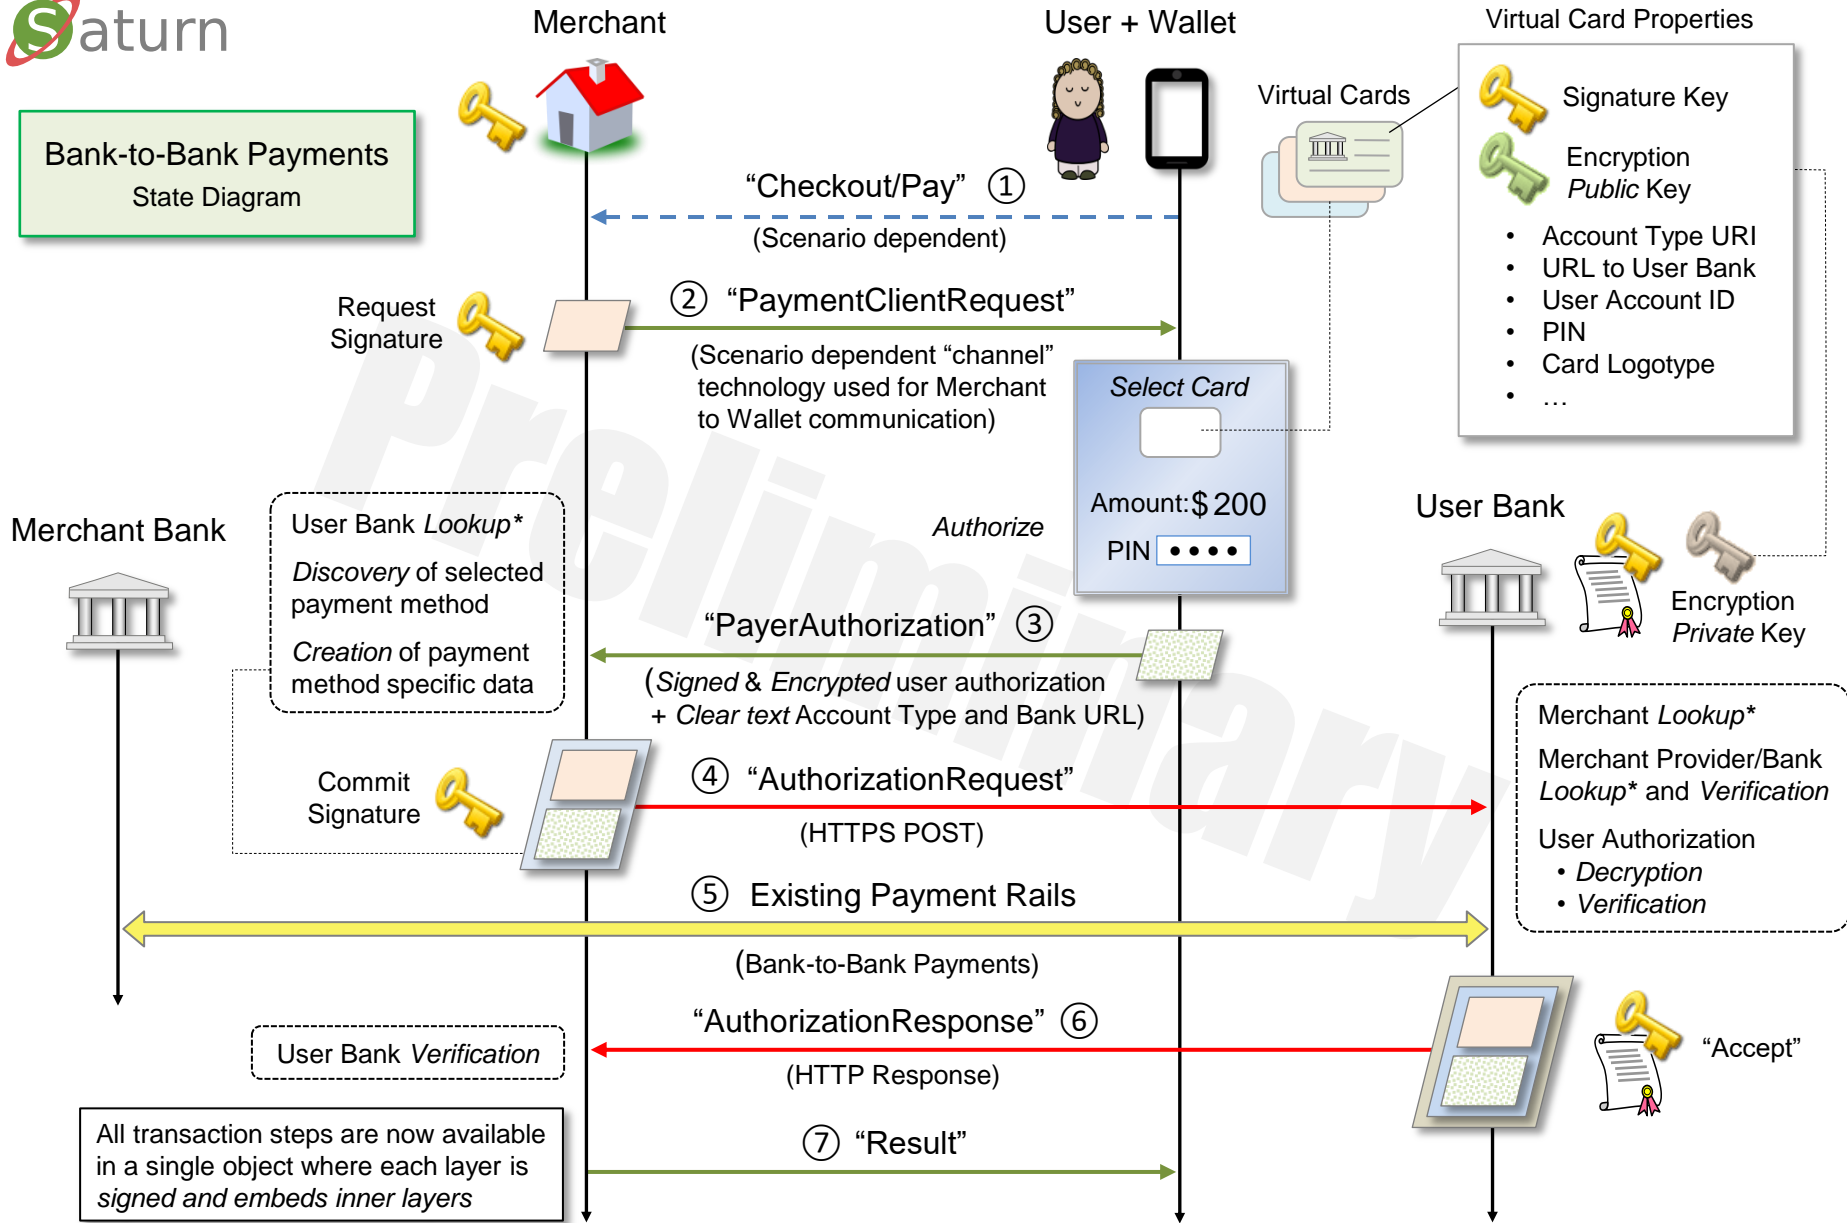 Saturn
Merchant
User + Wallet
Virtual Card Properties
Bank-to-Bank Payments
State Diagram
Virtual Cards
Signature Key
Encryption
Public Key
• Account Type URI
• URL to User Bank
• User Account ID
• PIN
• Card Logotype
• …
“Checkout/Pay” ①
(Scenario dependent)
Request
Signature
② “PaymentClientRequest”
(Scenario dependent “channel”
technology used for Merchant
to Wallet communication)
Select Card
Amount: $ 200
PIN ••••
Authorize
Merchant Bank
User Bank Lookup*
Discovery of selected
payment method
Creation of payment
method specific data
User Bank
Encryption
Private Key
“PayerAuthorization” ③
(Signed & Encrypted user authorization
+ Clear text Account Type and Bank URL)
Merchant Lookup*
Merchant Provider/Bank
Lookup* and Verification
User Authorization
• Decryption
• Verification
Commit
Signature
④ “AuthorizationRequest”
(HTTPS POST)
⑤ Existing Payment Rails
(Bank-to-Bank Payments)
“AuthorizationResponse” ⑥
(HTTP Response)
User Bank Verification
“Accept”
All transaction steps are now available
in a single object where each layer is
signed and embeds inner layers
⑦ “Result”
Preliminary